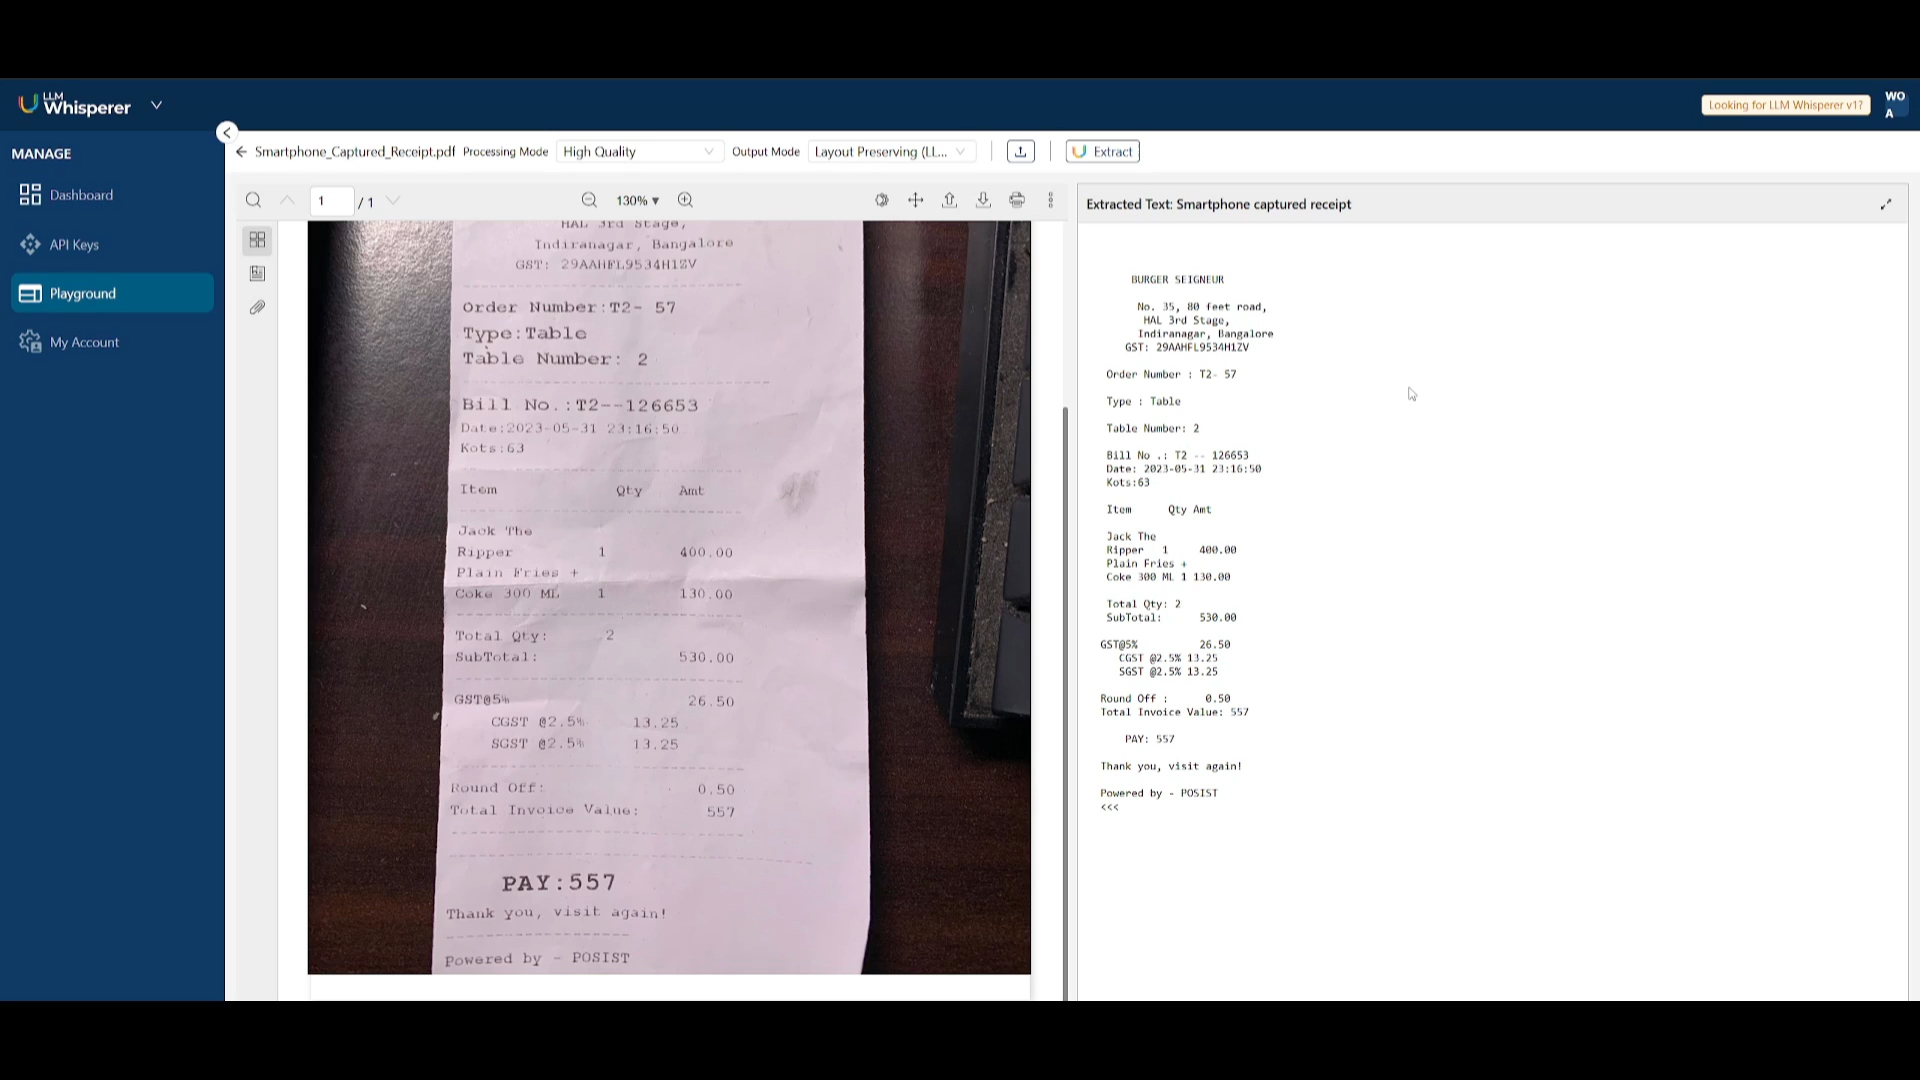 LLM
Whisperer
Looking for LLM Whisperer v1?
WO
A
MANAGE
Dashboard
API Keys
Playground
My Account
Smartphone_Captured_Receipt.pdf Processing Mode High Quality Output Mode Layout Preserving (LL... Extract
1 / 1 130%
HAL 3rd Stage,
Indiranagar, Bangalore
GST: 29AAHFL9534H1ZV
Order Number:T2- 57
Type:Table
Table Number: 2
Bill No.:T2--126653
Date:2023-05-31 23:16:50
Kots:63
Item Qty Amt
Jack The
Ripper 1 400.00
Plain Fries +
Coke 300 ML 1 130.00
Total Qty: 2
SubTotal: 530.00
GST@5% 26.50
CGST @2.5% 13.25
SGST @2.5% 13.25
Round Off: 0.50
Total Invoice Value: 557
PAY:557
Thank you, visit again!
Powered by - POSIST
Extracted Text: Smartphone captured receipt
BURGER SEIGNEUR
No. 35, 80 feet road,
HAL 3rd Stage,
Indiranagar, Bangalore
GST: 29AAHFL9534H1ZV
Order Number : T2- 57
Type : Table
Table Number: 2
Bill No .: T2 -- 126653
Date: 2023-05-31 23:16:50
Kots:63
Item Qty Amt
Jack The
Ripper 1 400.00
Plain Fries +
Coke 300 ML 1 130.00
Total Qty: 2
SubTotal: 530.00
GST@5% 26.50
CGST @2.5% 13.25
SGST @2.5% 13.25
Round Off : 0.50
Total Invoice Value: 557
PAY: 557
Thank you, visit again!
Powered by - POSIST
<<<